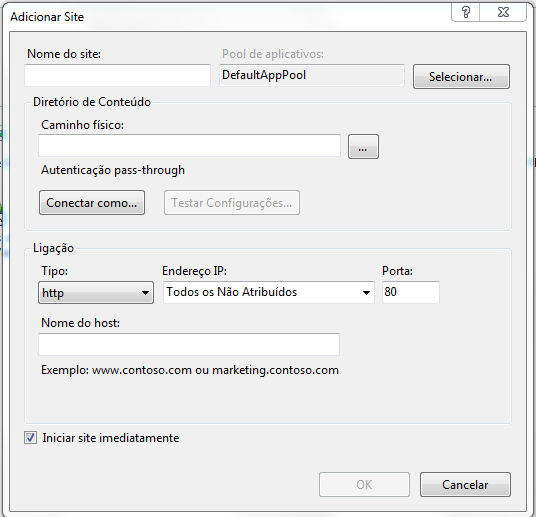 Adicionar Site
?
Nome do site:
Pool de aplicativos:
DefaultAppPool
Selecionar...
Diretório de Conteúdo
Caminho físico:
...
Autenticação pass-through
Conectar como...
Testar Configurações...
Ligação
Tipo:
Endereço IP:
Porta:
http
Todos os Não Atribuídos
80
Nome do host:
Exemplo: www.contoso.com ou marketing.contoso.com
Iniciar site imediatamente
OK
Cancelar